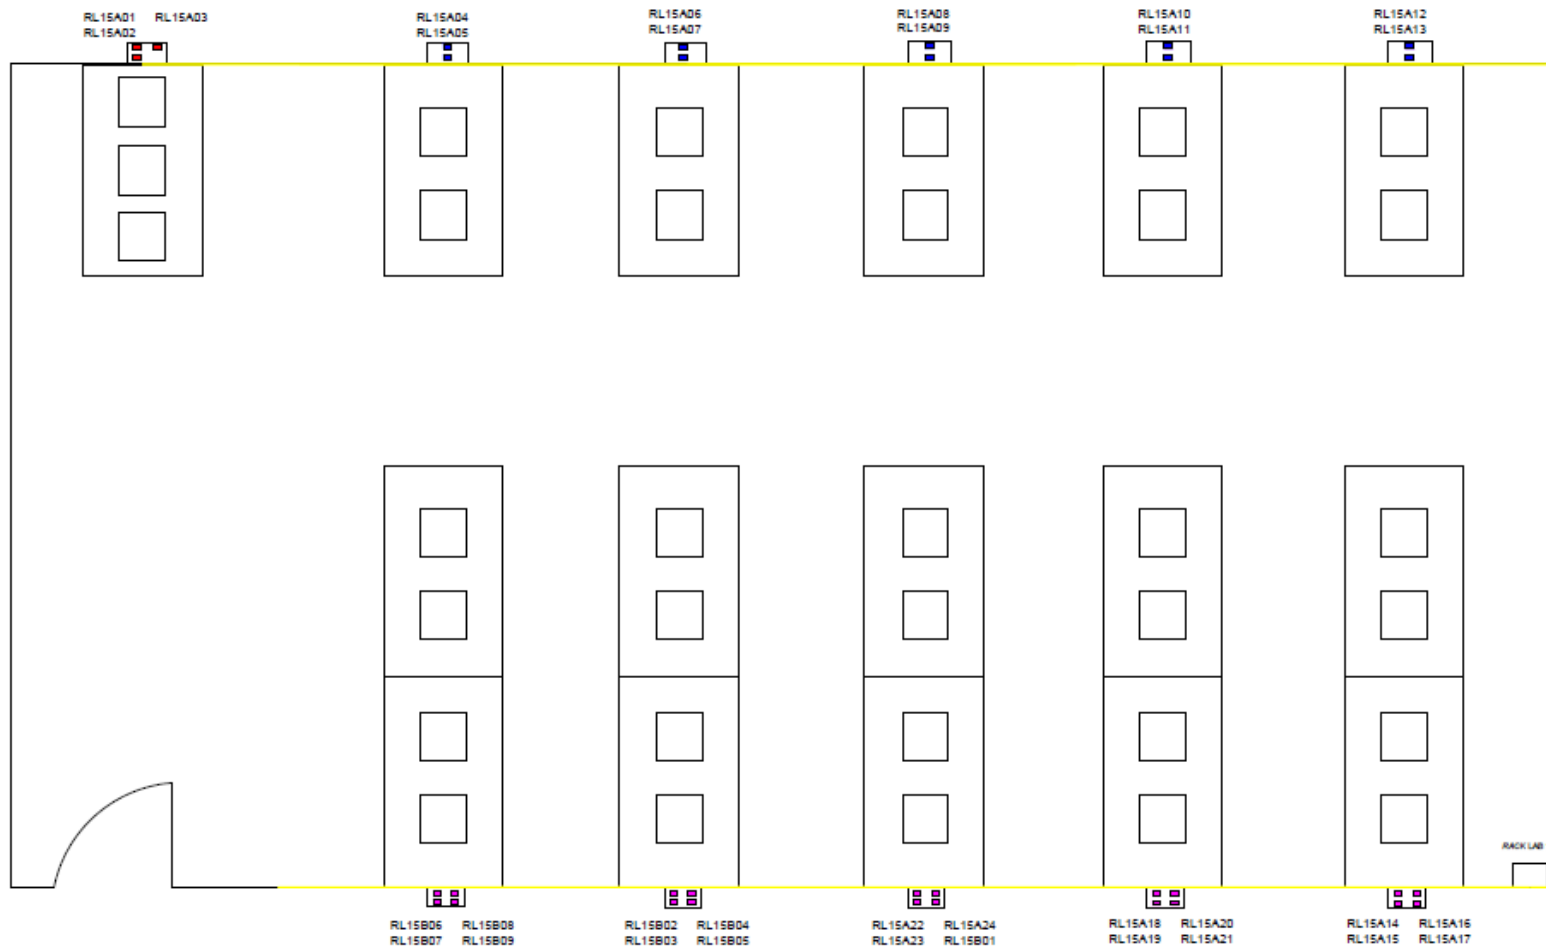 RL15A01 RL15A03
RL15A02
RL15A04
RL15A05
RL15A06
RL15A07
RL15A08
RL15A09
RL15A10
RL15A11
RL15A12
RL15A13
RACK LAB
RL15B06 RL15B08
RL15B07 RL15B09
RL15B02 RL15B04
RL15B03 RL15B05
RL15A22 RL15A24
RL15A23 RL15B01
RL15A18 RL15A20
RL15A19 RL15A21
RL15A14 RL15A16
RL15A15 RL15A17